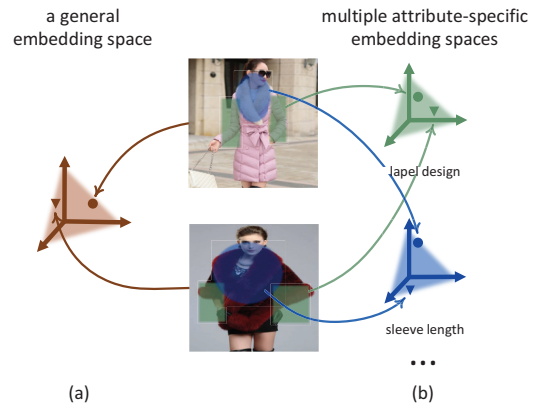 a general
embedding space
multiple attribute-specific
embedding spaces
lapel design
sleeve length
...
(a)
(b)